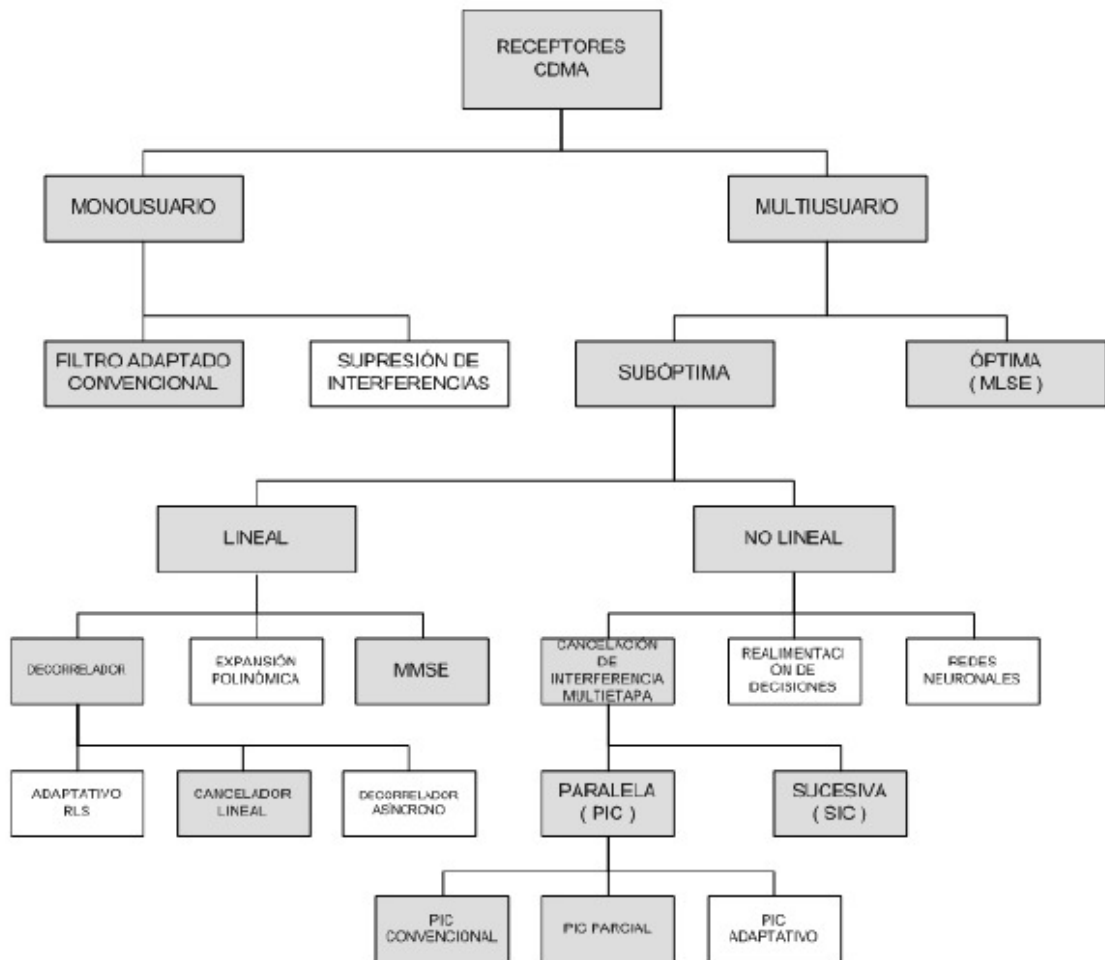 RECEPTORES
CDMA
MONOUSUARIO
MULTIUSUARIO
FILTRO ADAPTADO
CONVENCIONAL
SUPRESIÓN DE
INTERFERENCIAS
SUBÓPTIMA
ÓPTIMA
( MLSE )
LINEAL
NO LINEAL
DECORRELADOR
EXPANSIÓN
POLINÓMICA
MMSE
CANCELACIÓN
DE
INTERFERENCIA
MULTIETAPA
REALIMENTACI
ÓN DE
DECISIONES
REDES
NEURONALES
ADAPTATIVO
RLS
CANCELADOR
LINEAL
DECORRELADOR
ASÍNCRONO
PARALELA
( PIC )
SUCESIVA
( SIC )
PIC
CONVENCIONAL
PIC PARCIAL
PIC
ADAPTATIVO